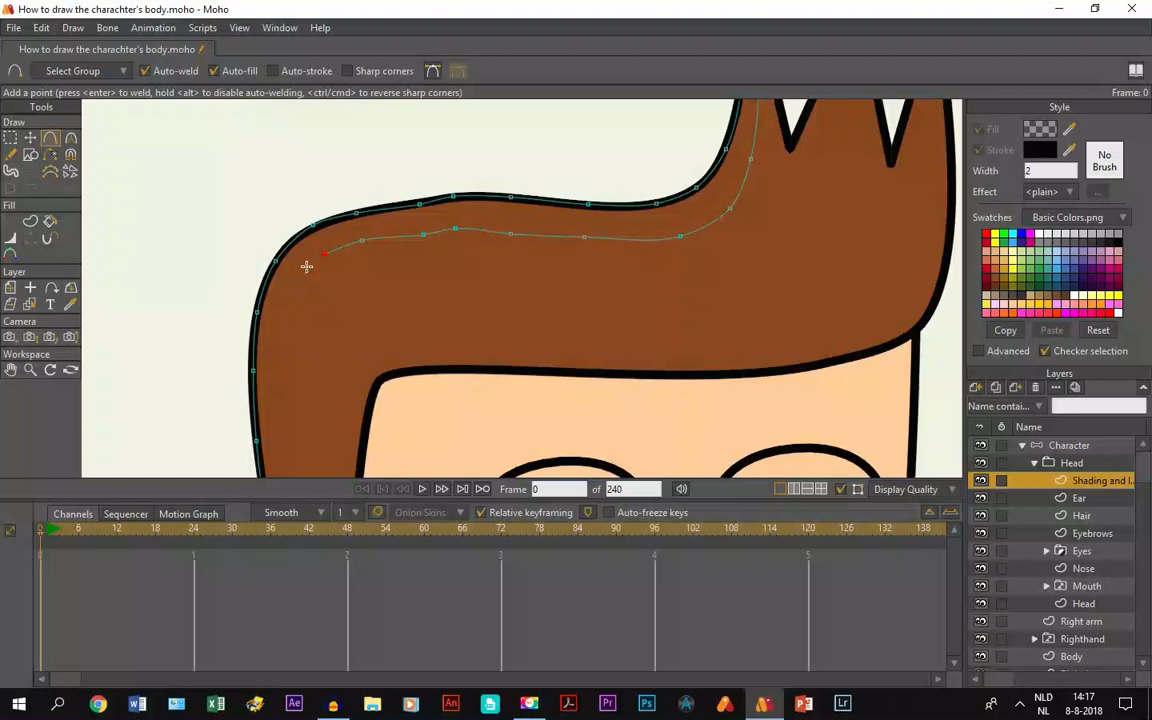 How to draw the charachter's body.moho - Moho
File Edit Draw Bone Animation Scripts View Window Help
How to draw the charachter's body.moho
Select Group Auto-weld Auto-fill Auto-stroke Sharp corners
Add a point (press <enter> to weld, hold <alt> to disable auto-welding, <ctrl/cmd> to reverse sharp corners) Frame: 0
Tools
Draw
Fill
Layer
Camera
Workspace
Style
Fill
Stroke
No Brush
Width 2
Effect <plain> ...
Swatches Basic Colors.png
Copy Paste Reset
Advanced Checker selection
Layers
Name contai...
Name
Character
Head
Shading and l..
Ear
Hair
Eyebrows
Eyes
Nose
Mouth
Head
Right arm
Righthand
Body
Frame 0 of 240 Display Quality
Channels Sequencer Motion Graph Smooth 1 Onion Skins Relative keyframing Auto-freeze keys
0 6 12 18 24 30 36 42 48 54 60 66 72 78 84 90 96 102 108 114 120 126 132 138
0 1 2 3 4 5
NLD 14:17
NL 8-8-2018